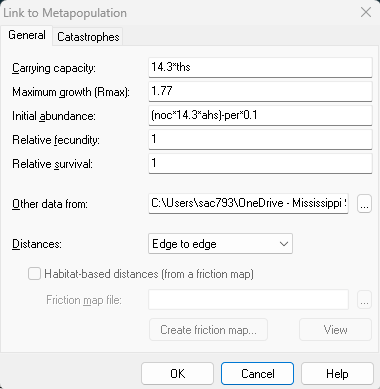 Link to Metapopulation
General Catastrophes
Carrying capacity: 14.3*ths
Maximum growth (Rmax): 1.77
Initial abundance: (noc*14.3*ahs)-per*0.1
Relative fecundity: 1
Relative survival: 1
Other data from: C:\Users\sac793\OneDrive - Mississippi ...
Distances: Edge to edge
Habitat-based distances (from a friction map)
Friction map file: ...
Create friction map... View
OK Cancel Help